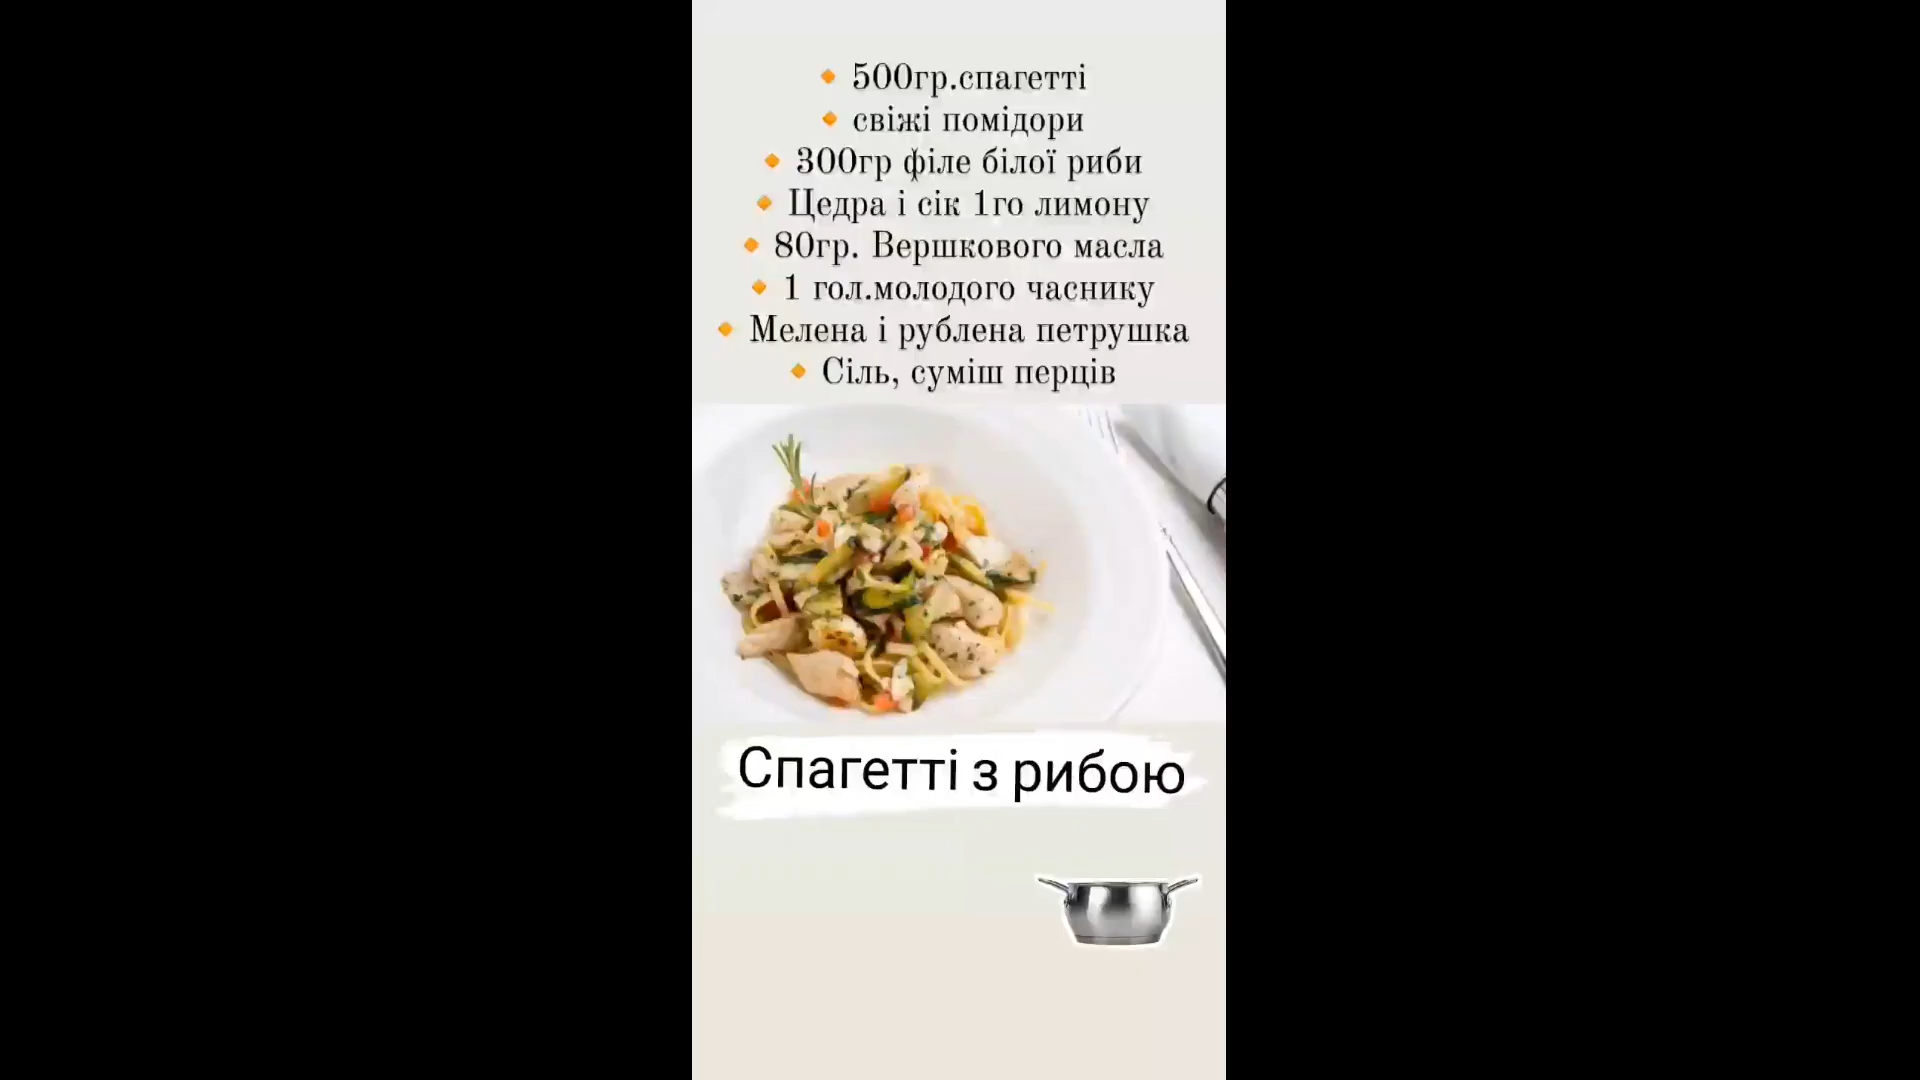 🔸 500гр.спагетті
🔸 свіжі помідори
🔸 300гр філе білої риби
🔸 Цедра і сік 1го лимону
🔸 80гр. Вершкового масла
🔸 1 гол.молодого часнику
🔸 Мелена і рублена петрушка
🔸 Сіль, суміш перців
Спагетті з рибою